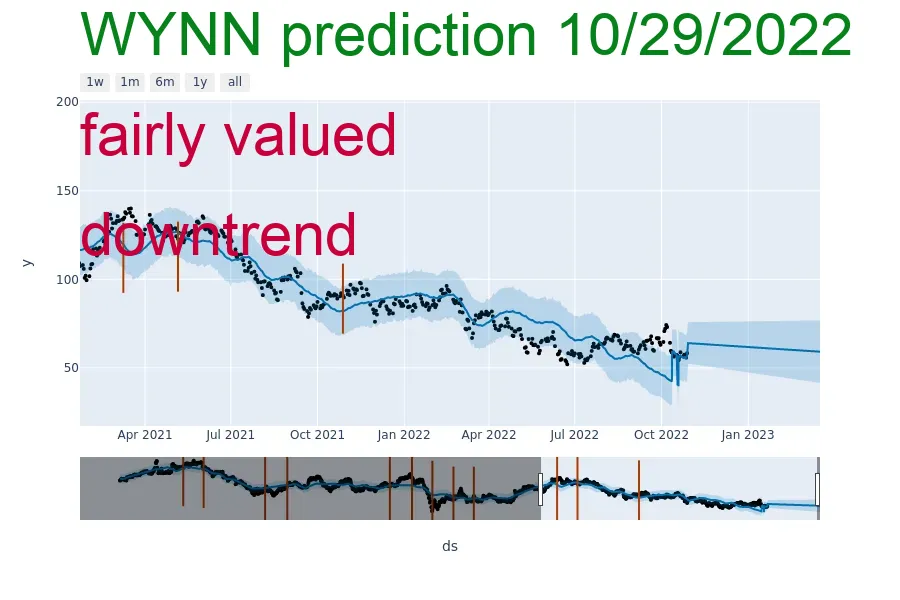 WYNN prediction 10/29/2022
1w 1m 6m 1y all
200
fairly valued
150
downtrend
y
100
50
Apr 2021 Jul 2021 Oct 2021 Jan 2022 Apr 2022 Jul 2022 Oct 2022 Jan 2023
ds